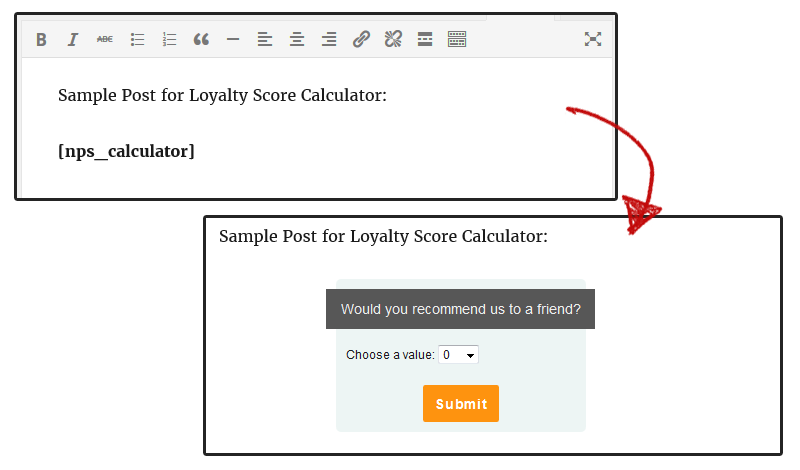 B I ABC
Sample Post for Loyalty Score Calculator:
[nps_calculator]
Sample Post for Loyalty Score Calculator:
Would you recommend us to a friend?
Choose a value: 0
Submit